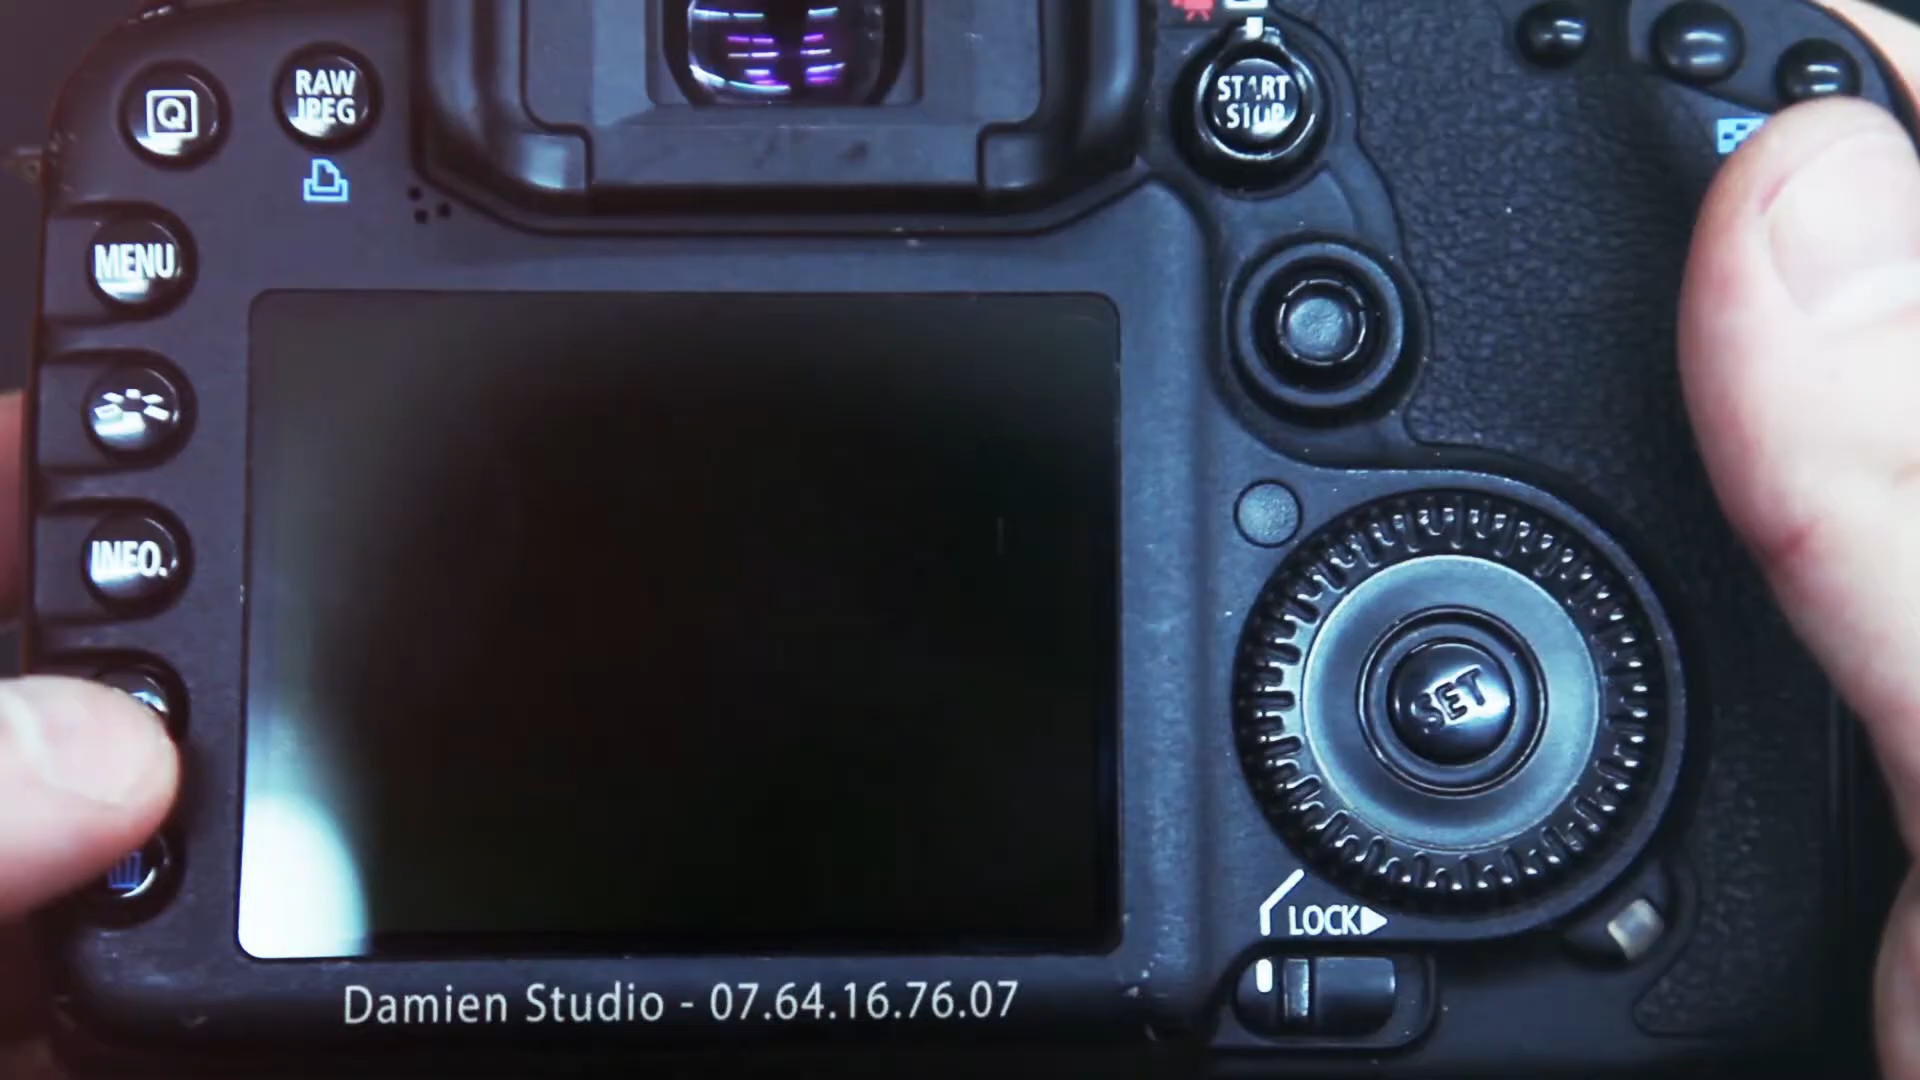 Q
RAW
JPEG
START
STOP
MENU
INFO.
SET
LOCK
Damien Studio - 07.64.16.76.07